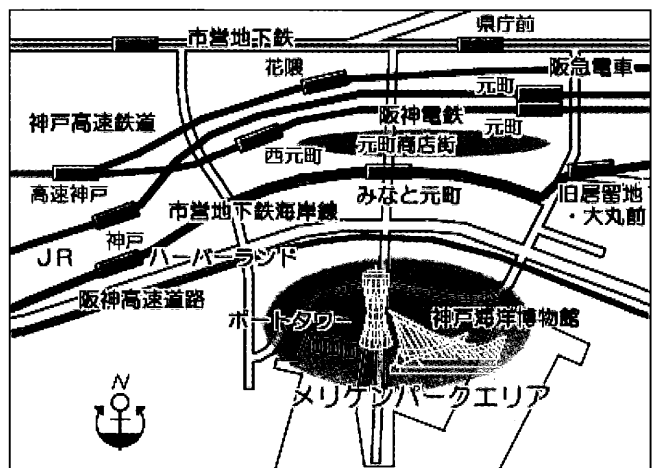 県庁前
市営地下鉄
花隈
阪急電車
元町
神戸高速鉄道
阪神電鉄
元町
西元町
元町商店街
高速神戸
みなと元町
旧居留地
・大丸前
市営地下鉄海岸線
神戸
JR
ハーバーランド
阪神高速道路
ポートタワー
神戸海洋博物館
メリケンパークエリア
N